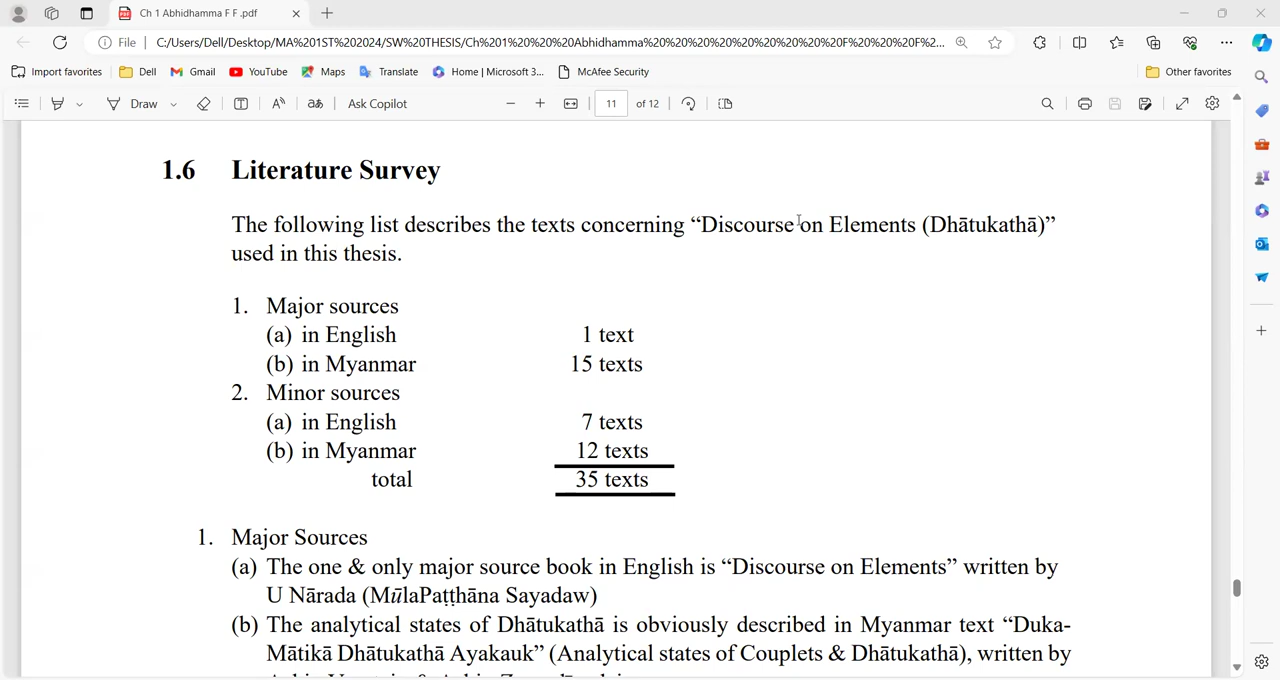 Ch 1 Abhidhamma F F .pdf
File C:/Users/Dell/Desktop/MA%201ST%202024/SW%20THESIS/Ch%201%20%20%20Abhidhamma%20%20%20%20%20%20%20%20%20F%20%20%20F%2...
Import favorites Dell Gmail YouTube Maps Translate Home | Microsoft 3... McAfee Security Other favorites
Draw aあ Ask Copilot 11 of 12
1.6 Literature Survey
The following list describes the texts concerning “Discourse on Elements (Dhātukathā)”
used in this thesis.
1. Major sources
(a) in English 1 text
(b) in Myanmar 15 texts
2. Minor sources
(a) in English 7 texts
(b) in Myanmar 12 texts
total 35 texts
1. Major Sources
(a) The one & only major source book in English is “Discourse on Elements” written by
U Nārada (MūlaPaṭṭhāna Sayadaw)
(b) The analytical states of Dhātukathā is obviously described in Myanmar text “Duka-
Mātikā Dhātukathā Ayakauk” (Analytical states of Couplets & Dhātukathā), written by